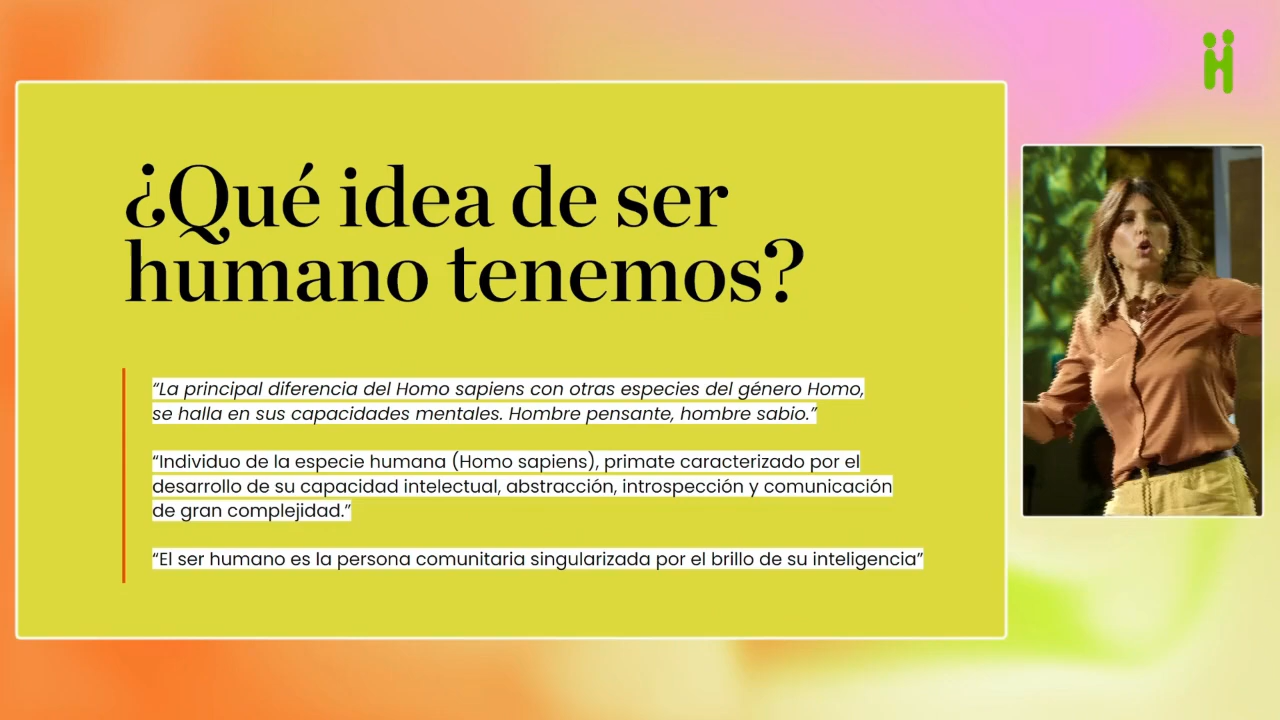 ¿Qué idea de ser
humano tenemos?
“La principal diferencia del Homo sapiens con otras especies del género Homo,
se halla en sus capacidades mentales. Hombre pensante, hombre sabio.”
“Individuo de la especie humana (Homo sapiens), primate caracterizado por el
desarrollo de su capacidad intelectual, abstracción, introspección y comunicación
de gran complejidad.”
“El ser humano es la persona comunitaria singularizada por el brillo de su inteligencia”